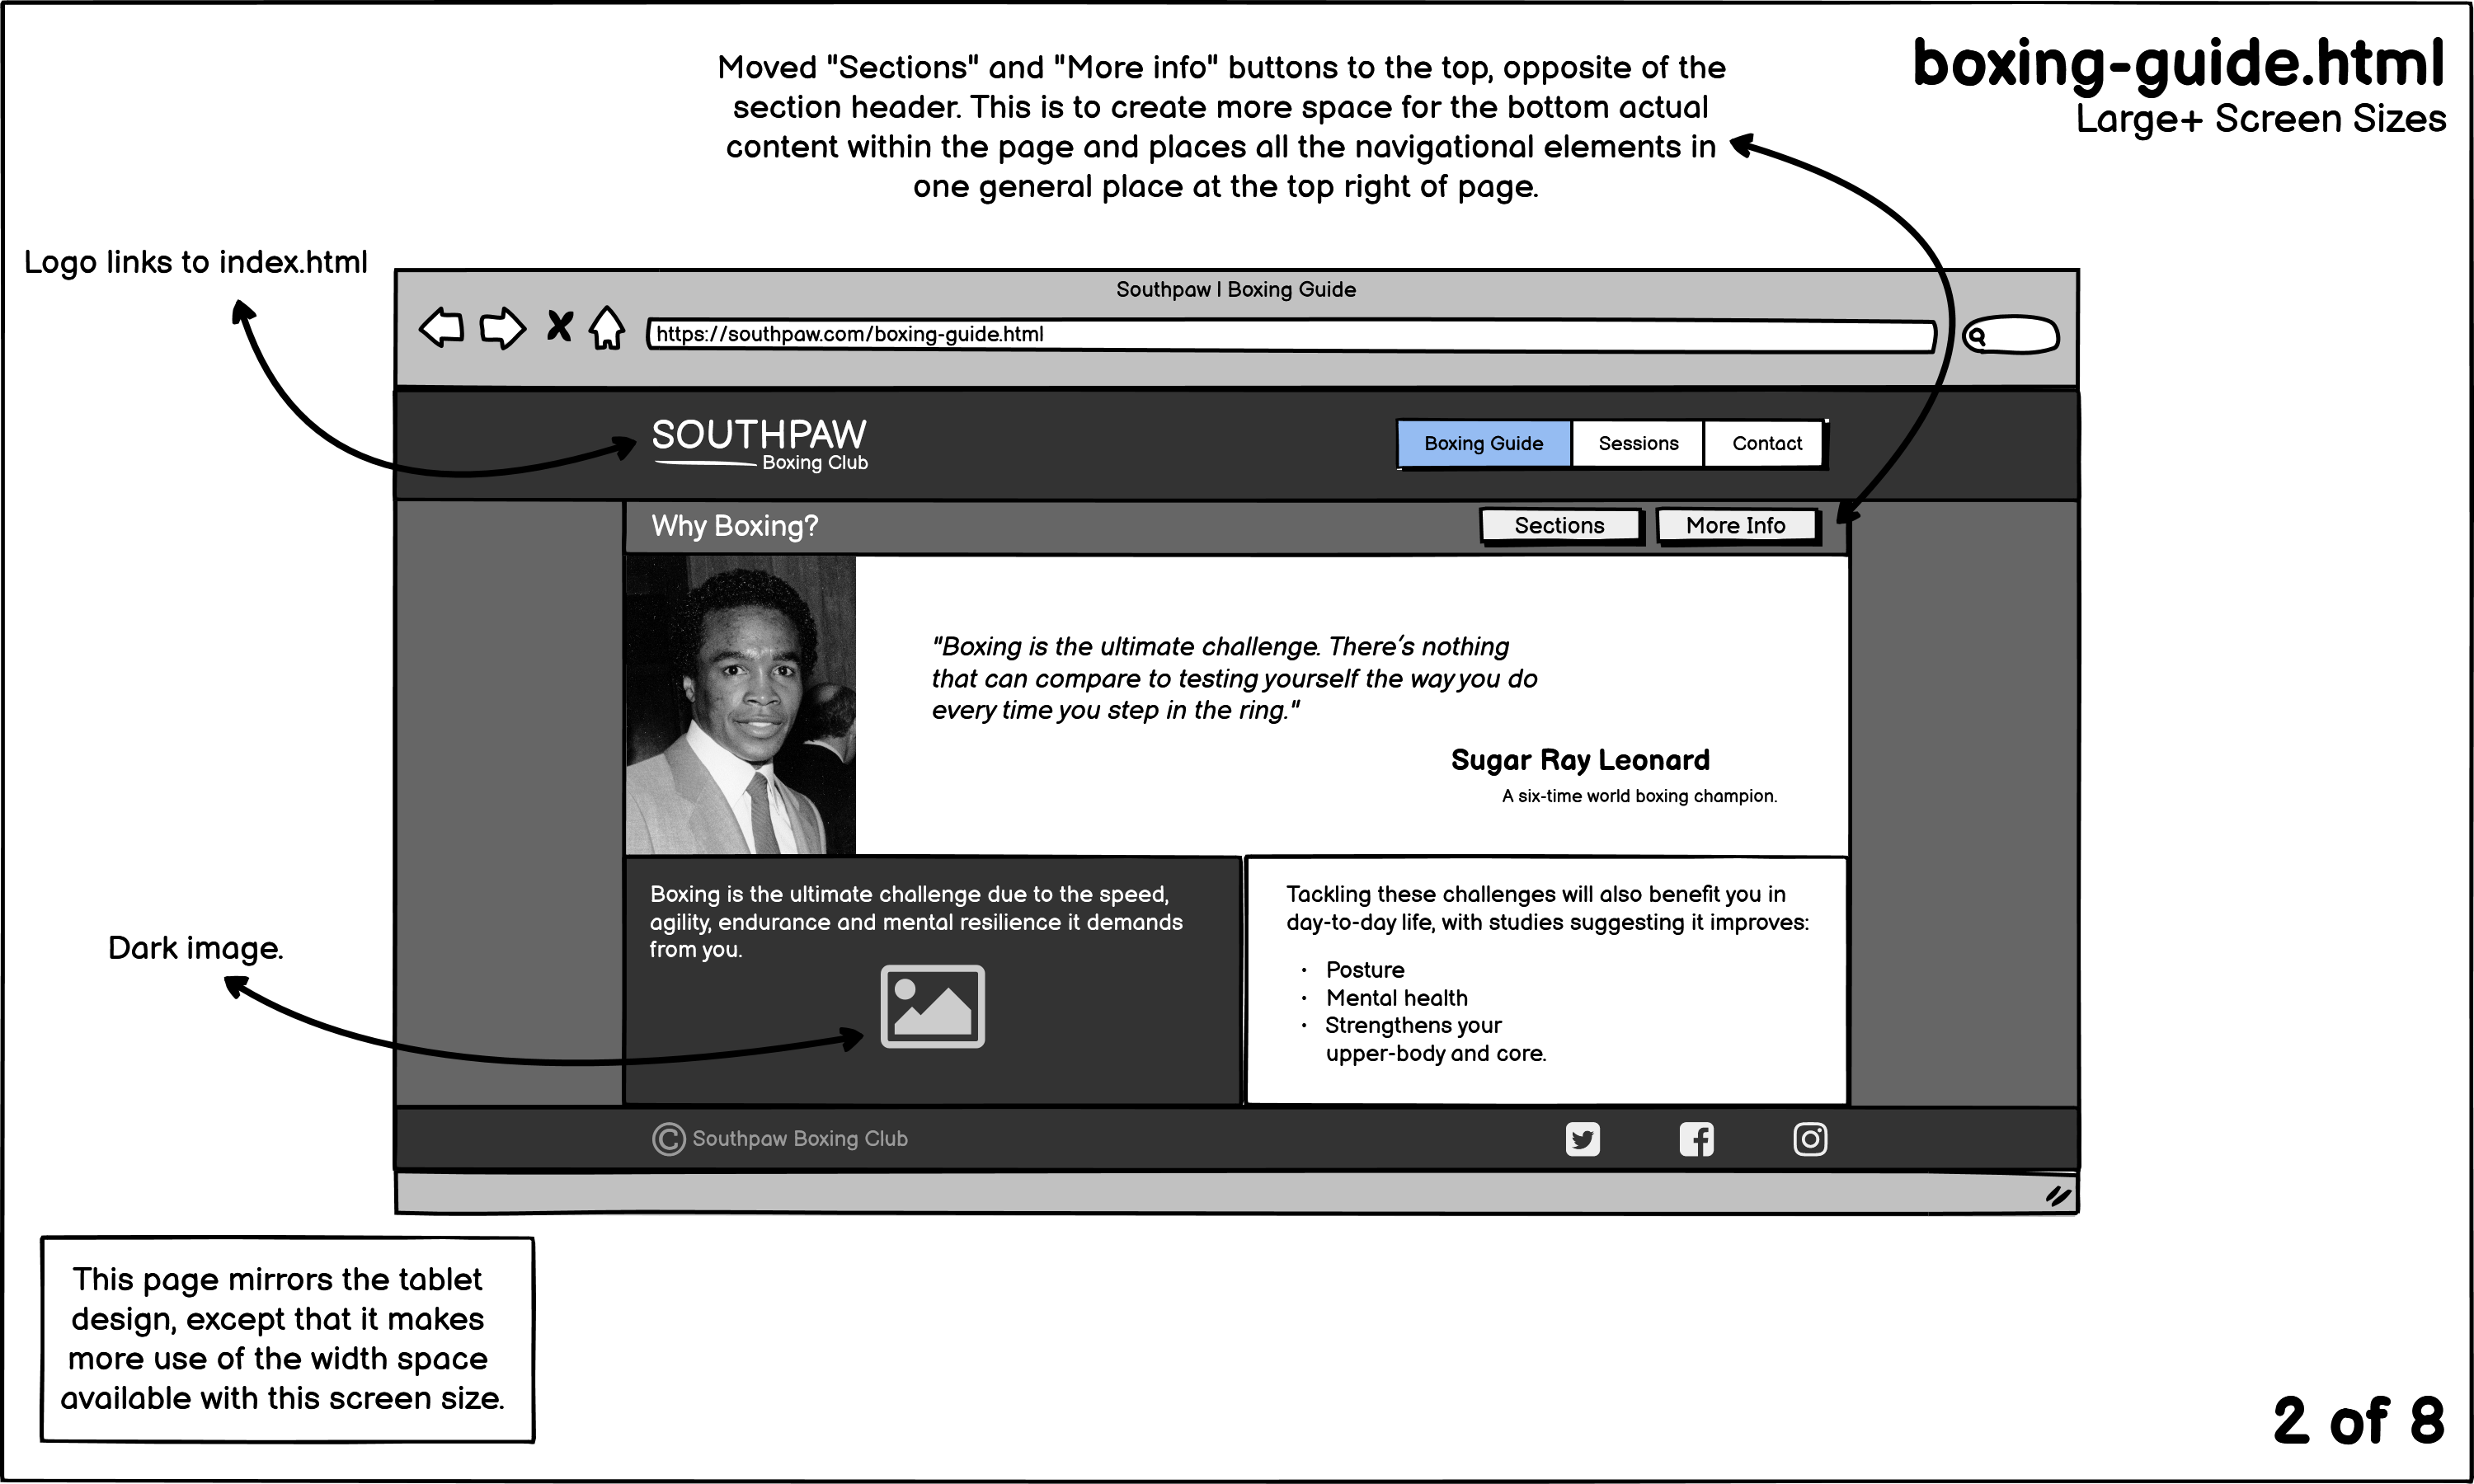 boxing-guide.html
Large+ Screen Sizes
Moved "Sections" and "More info" buttons to the top, opposite of the
section header. This is to create more space for the bottom actual
content within the page and places all the navigational elements in
one general place at the top right of page.
Logo links to index.html
Southpaw | Boxing Guide
https://southpaw.com/boxing-guide.html
SOUTHPAW
Boxing Club
Boxing Guide
Sessions
Contact
Why Boxing?
Sections
More Info
"Boxing is the ultimate challenge. There's nothing
that can compare to testing yourself the way you do
every time you step in the ring."
Sugar Ray Leonard
A six-time world boxing champion.
Boxing is the ultimate challenge due to the speed,
agility, endurance and mental resilience it demands
from you.
Tackling these challenges will also benefit you in
day-to-day life, with studies suggesting it improves:
• Posture
• Mental health
• Strengthens your
upper-body and core.
Dark image.
© Southpaw Boxing Club
This page mirrors the tablet
design, except that it makes
more use of the width space
available with this screen size.
2 of 8